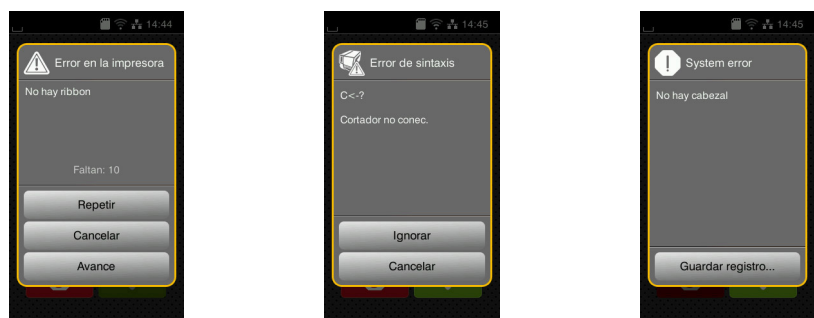 14:44
Error en la impresora
No hay ribbon
Faltan: 10
Repetir
Cancelar
Avance
14:45
Error de sintaxis
C<-?
Cortador no conec.
Ignorar
Cancelar
14:45
System error
No hay cabezal
Guardar registro...